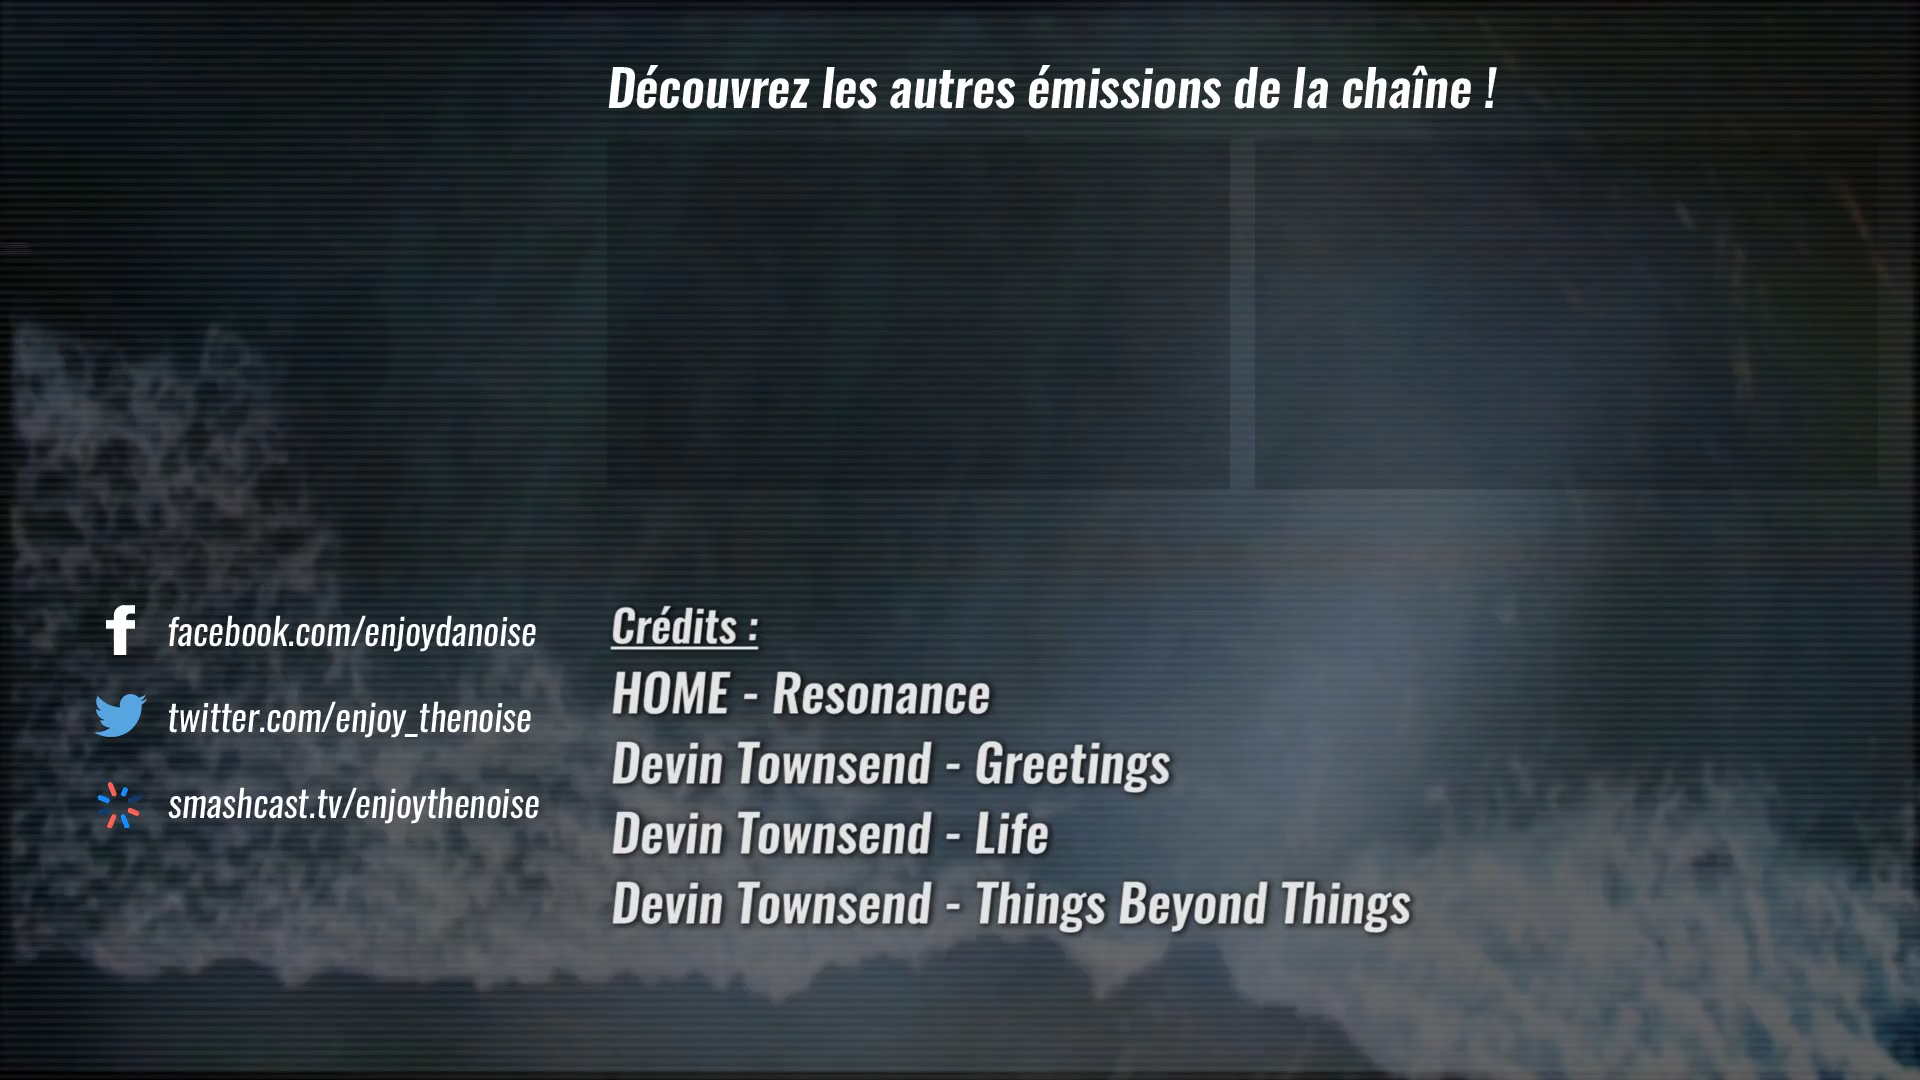 Découvrez les autres émissions de la chaîne !
facebook.com/enjoydanoise
twitter.com/enjoy_thenoise
smashcast.tv/enjoythenoise
Crédits :
HOME - Resonance
Devin Townsend - Greetings
Devin Townsend - Life
Devin Townsend - Things Beyond Things